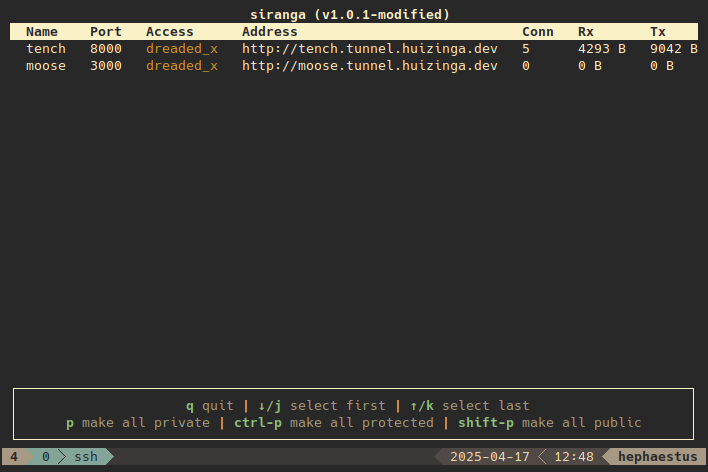 siranga (v1.0.1-modified)
Name Port Access Address Conn Rx Tx
tench 8000 dreaded_x http://tench.tunnel.huizinga.dev 5 4293 B 9042 B
moose 3000 dreaded_x http://moose.tunnel.huizinga.dev 0 0 B 0 B
q quit | ↓/j select first | ↑/k select last
p make all private | ctrl-p make all protected | shift-p make all public
4 0 ssh 2025-04-17 12:48 hephaestus